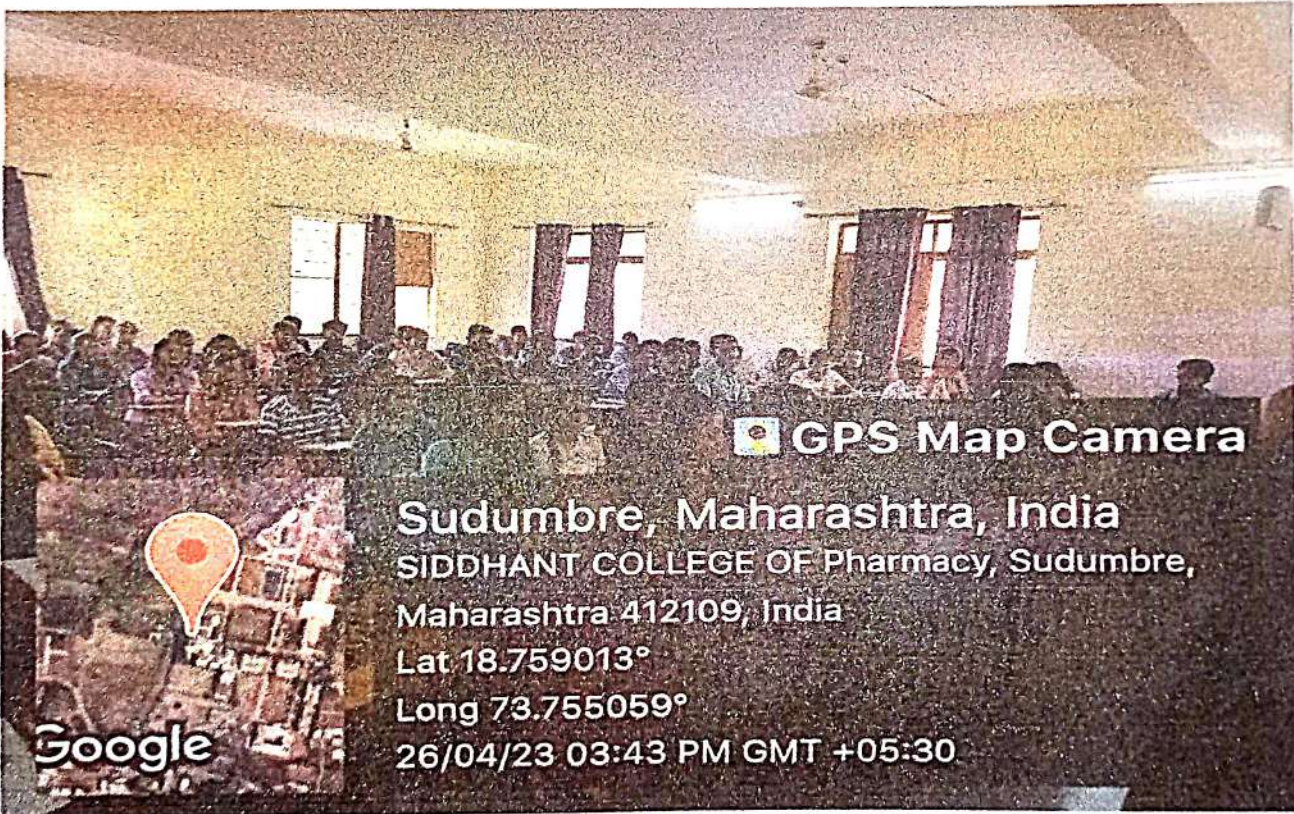 GPS Map Camera
Sudumbre, Maharashtra, India
SIDDHANT COLLEGE OF Pharmacy, Sudumbre,
Maharashtra 412109, India
Lat 18.759013°
Long 73.755059°
26/04/23 03:43 PM GMT +05:30
Google